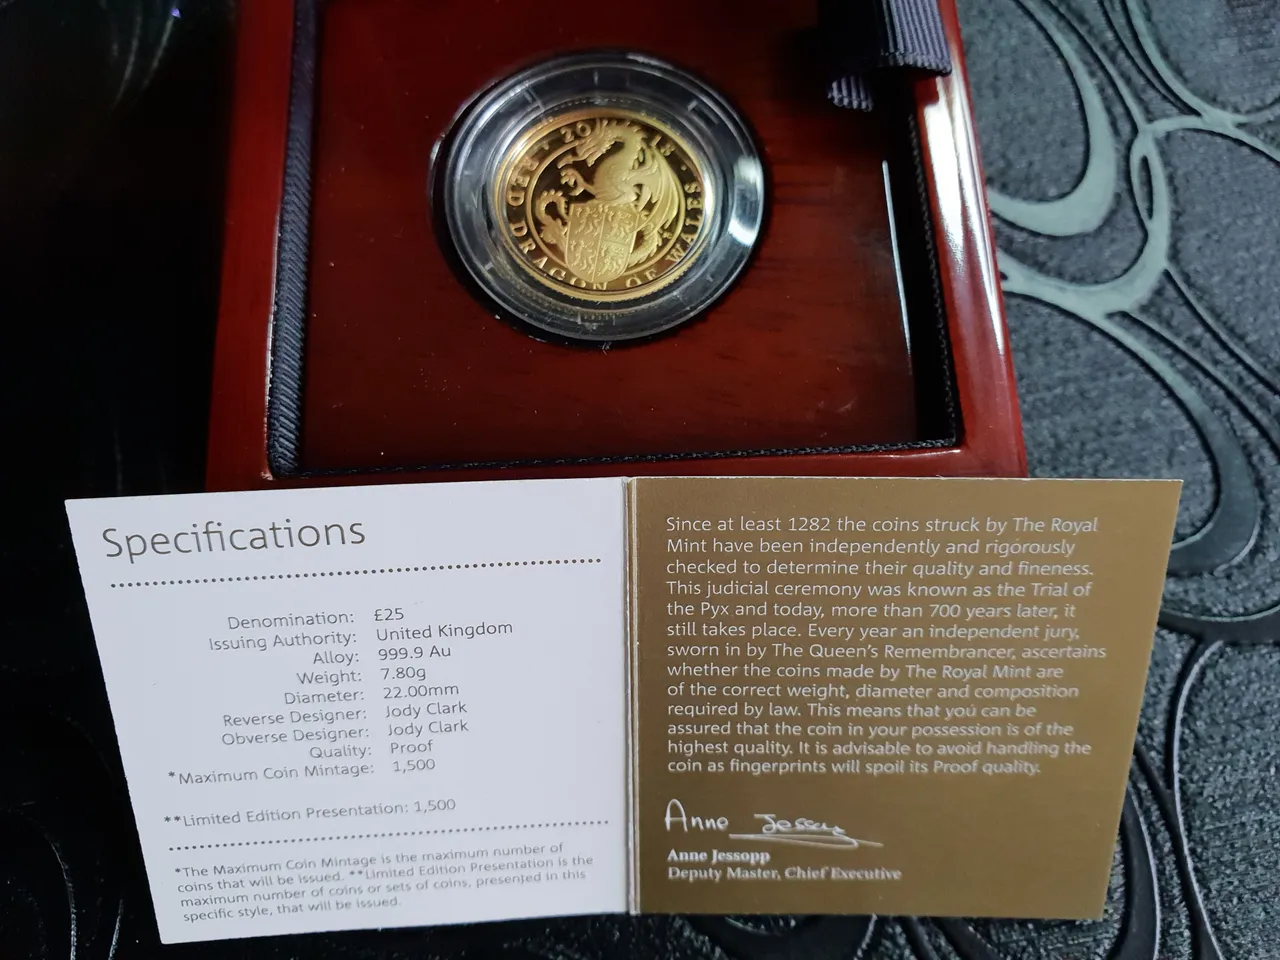 RED DRAGON OF WALES · 2018 ·
Specifications
Denomination: £25
Issuing Authority: United Kingdom
Alloy: 999.9 Au
Weight: 7.80g
Diameter: 22.00mm
Reverse Designer: Jody Clark
Obverse Designer: Jody Clark
Quality: Proof
*Maximum Coin Mintage: 1,500
**Limited Edition Presentation: 1,500
*The Maximum Coin Mintage is the maximum number of
coins that will be issued. **Limited Edition Presentation is the
maximum number of coins or sets of coins, presented in this
specific style, that will be issued.
Since at least 1282 the coins struck by The Royal
Mint have been independently and rigorously
checked to determine their quality and fineness.
This judicial ceremony was known as the Trial of
the Pyx and today, more than 700 years later, it
still takes place. Every year an independent jury,
sworn in by The Queen's Remembrancer, ascertains
whether the coins made by The Royal Mint are
of the correct weight, diameter and composition
required by law. This means that you can be
assured that the coin in your possession is of the
highest quality. It is advisable to avoid handling the
coin as fingerprints will spoil its Proof quality.
Anne Jessopp
Anne Jessopp
Deputy Master, Chief Executive